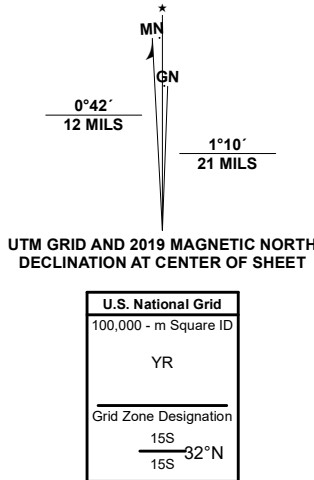 ★
MN
GN
0°42´
12 MILS
1°10´
21 MILS
UTM GRID AND 2019 MAGNETIC NORTH
DECLINATION AT CENTER OF SHEET
U.S. National Grid
100,000 - m Square ID
YR
Grid Zone Designation
15S
32°N
15S